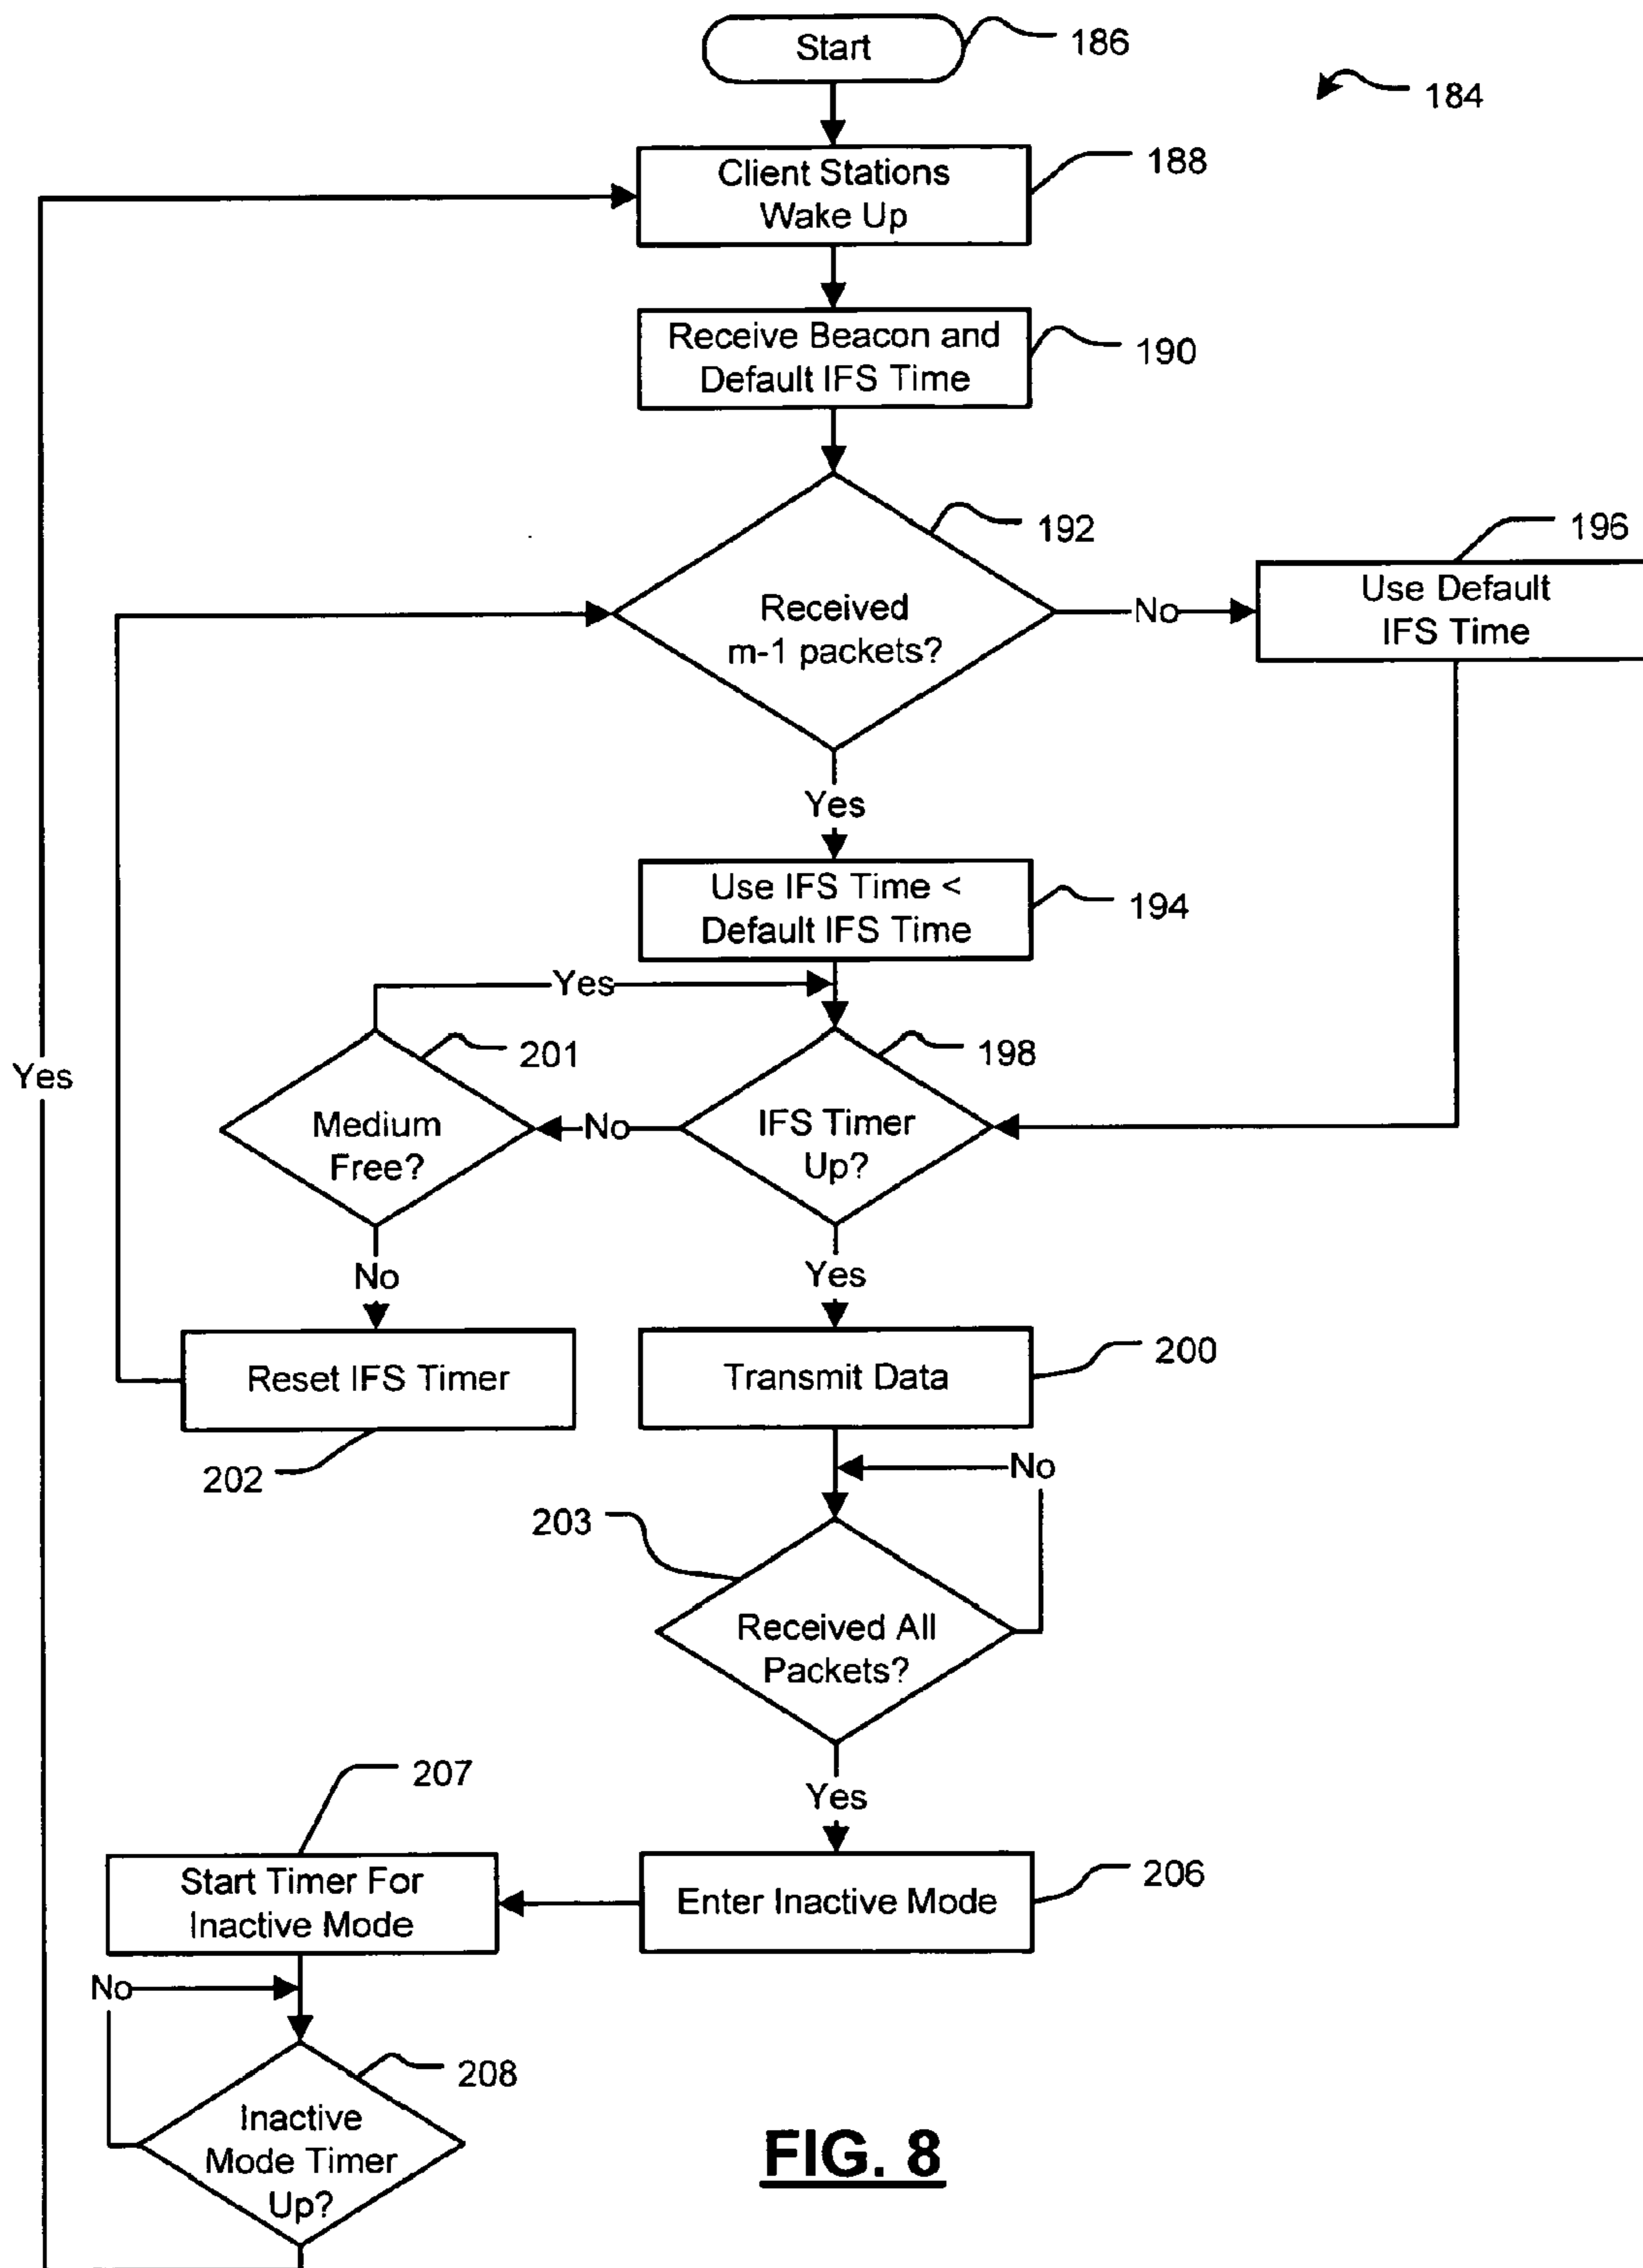 Start
186
184
Client Stations
Wake Up
188
Receive Beacon and
Default IFS Time
190
192
Received
m-1 packets?
No
196
Use Default
IFS Time
Yes
Use IFS Time <
Default IFS Time
194
Yes
201
198
Yes
Medium
Free?
No
IFS Timer
Up?
No
Yes
Reset IFS Timer
202
Transmit Data
200
No
203
Received All
Packets?
Yes
207
Start Timer For
Inactive Mode
Enter Inactive Mode
206
No
208
Inactive
Mode Timer
Up?
FIG. 8